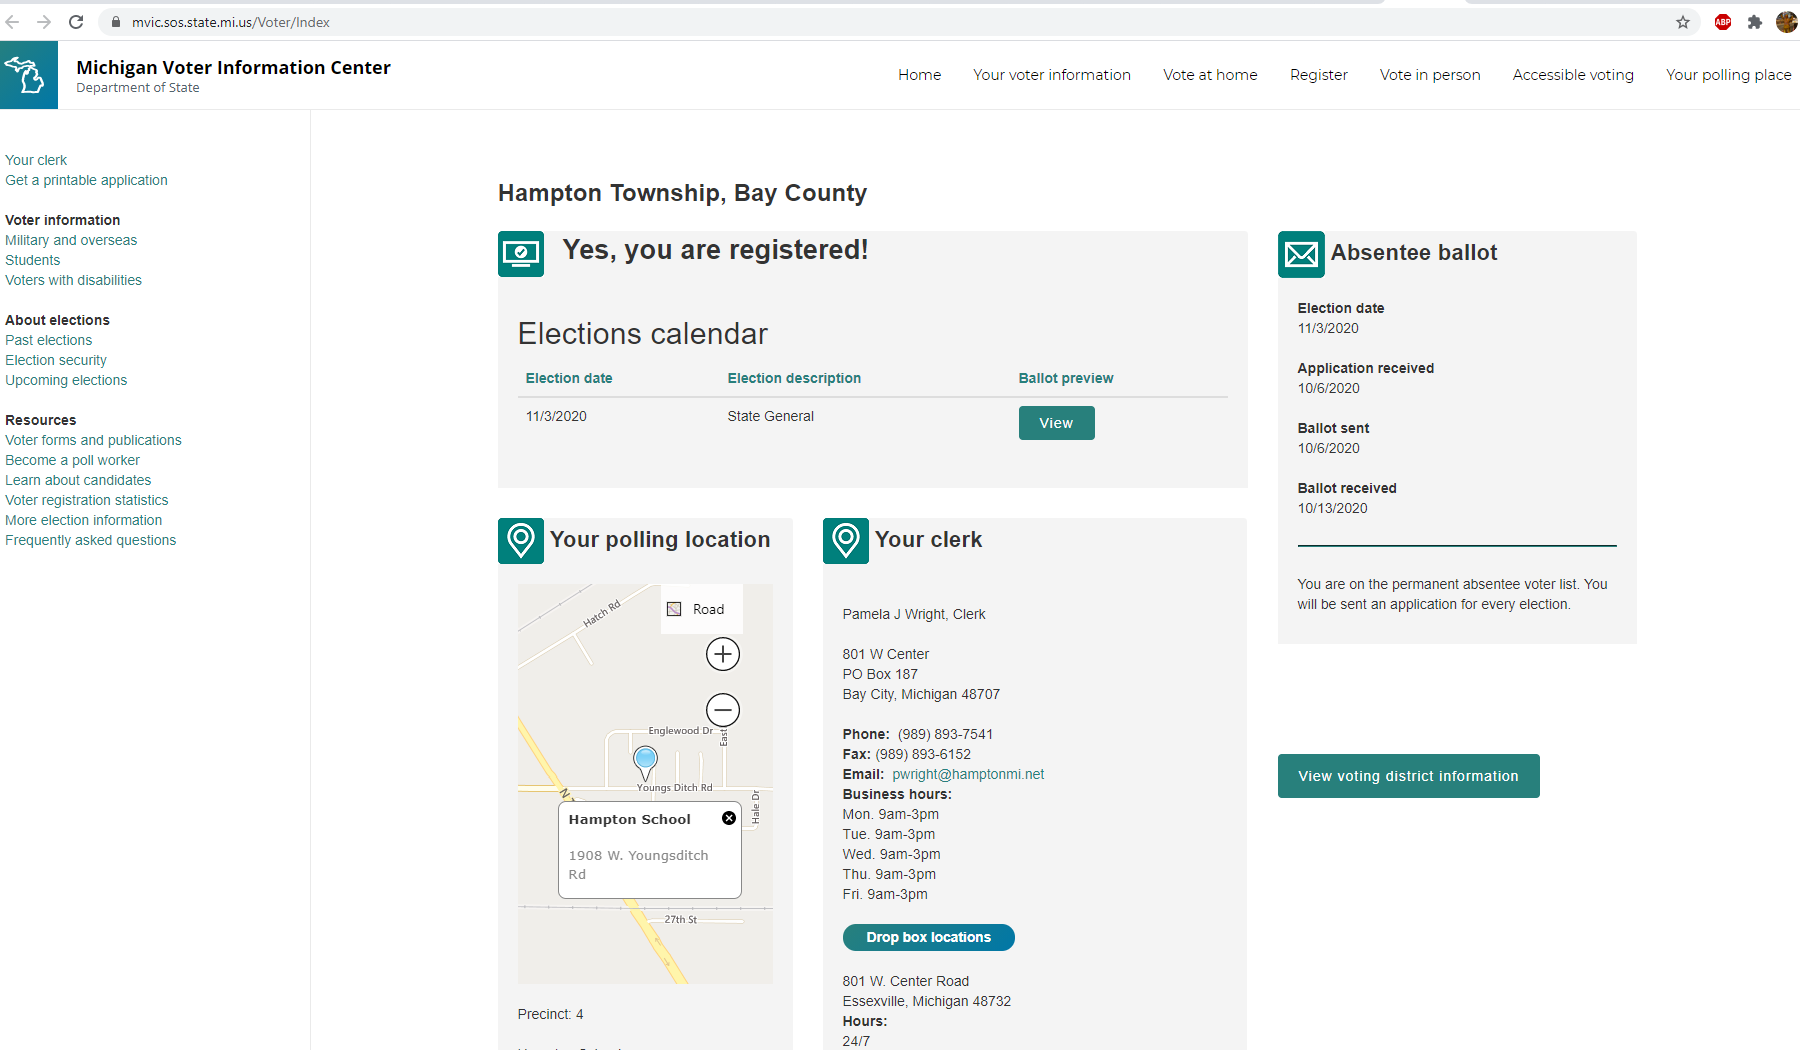 mvic.sos.state.mi.us/Voter/Index
ABP
Michigan Voter Information Center
Department of State
Home
Your voter information
Vote at home
Register
Vote in person
Accessible voting
Your polling place
Your clerk
Get a printable application
Voter information
Military and overseas
Students
Voters with disabilities
About elections
Past elections
Election security
Upcoming elections
Resources
Voter forms and publications
Become a poll worker
Learn about candidates
Voter registration statistics
More election information
Frequently asked questions
Hampton Township, Bay County
Yes, you are registered!
Elections calendar
Election date Election description Ballot preview
11/3/2020 State General View
Your polling location
Road
Hatch Rd
Englewood Dr
East
Youngs Ditch Rd
N
Hale Dr
Hampton School
1908 W. Youngsditch
Rd
27th St
Precinct: 4
Your clerk
Pamela J Wright, Clerk
801 W Center
PO Box 187
Bay City, Michigan 48707
Phone: (989) 893-7541
Fax: (989) 893-6152
Email: pwright@hamptonmi.net
Business hours:
Mon. 9am-3pm
Tue. 9am-3pm
Wed. 9am-3pm
Thu. 9am-3pm
Fri. 9am-3pm
Drop box locations
801 W. Center Road
Essexville, Michigan 48732
Hours:
24/7
Absentee ballot
Election date
11/3/2020
Application received
10/6/2020
Ballot sent
10/6/2020
Ballot received
10/13/2020
You are on the permanent absentee voter list. You
will be sent an application for every election.
View voting district information